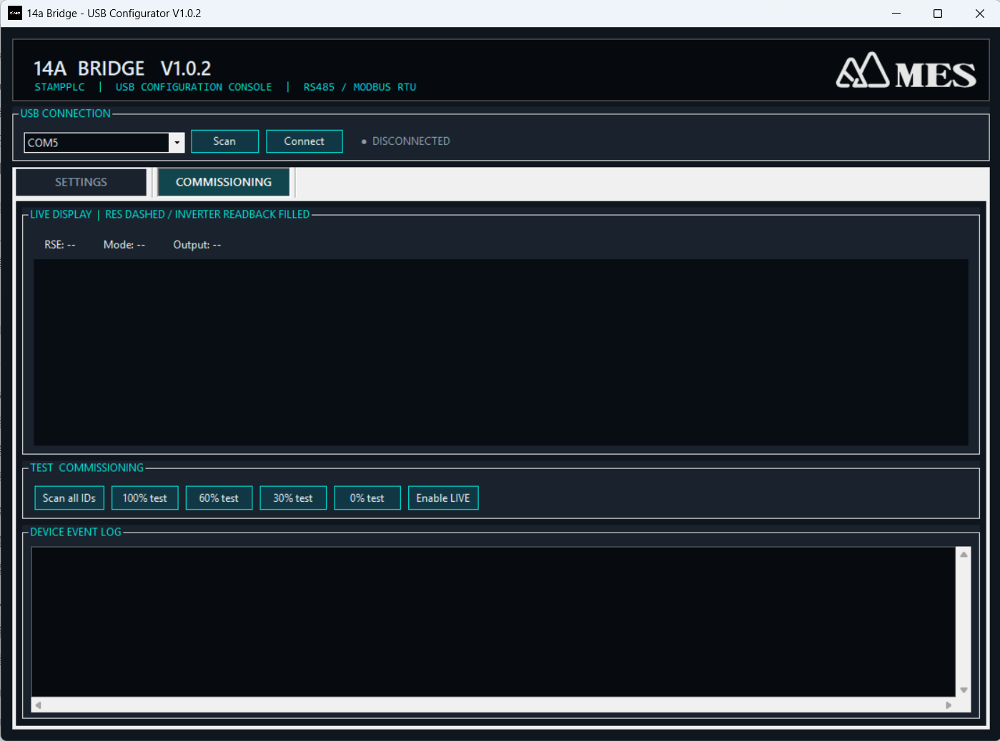 14a Bridge - USB Configurator V1.0.2
14A BRIDGE V1.0.2
STAMPPLC | USB CONFIGURATION CONSOLE | RS485 / MODBUS RTU
MES
USB CONNECTION
COM5
Scan
Connect
• DISCONNECTED
SETTINGS
COMMISSIONING
LIVE DISPLAY | RES DASHED / INVERTER READBACK FILLED
RSE: -- Mode: -- Output: --
TEST COMMISSIONING
Scan all IDs
100% test
60% test
30% test
0% test
Enable LIVE
DEVICE EVENT LOG